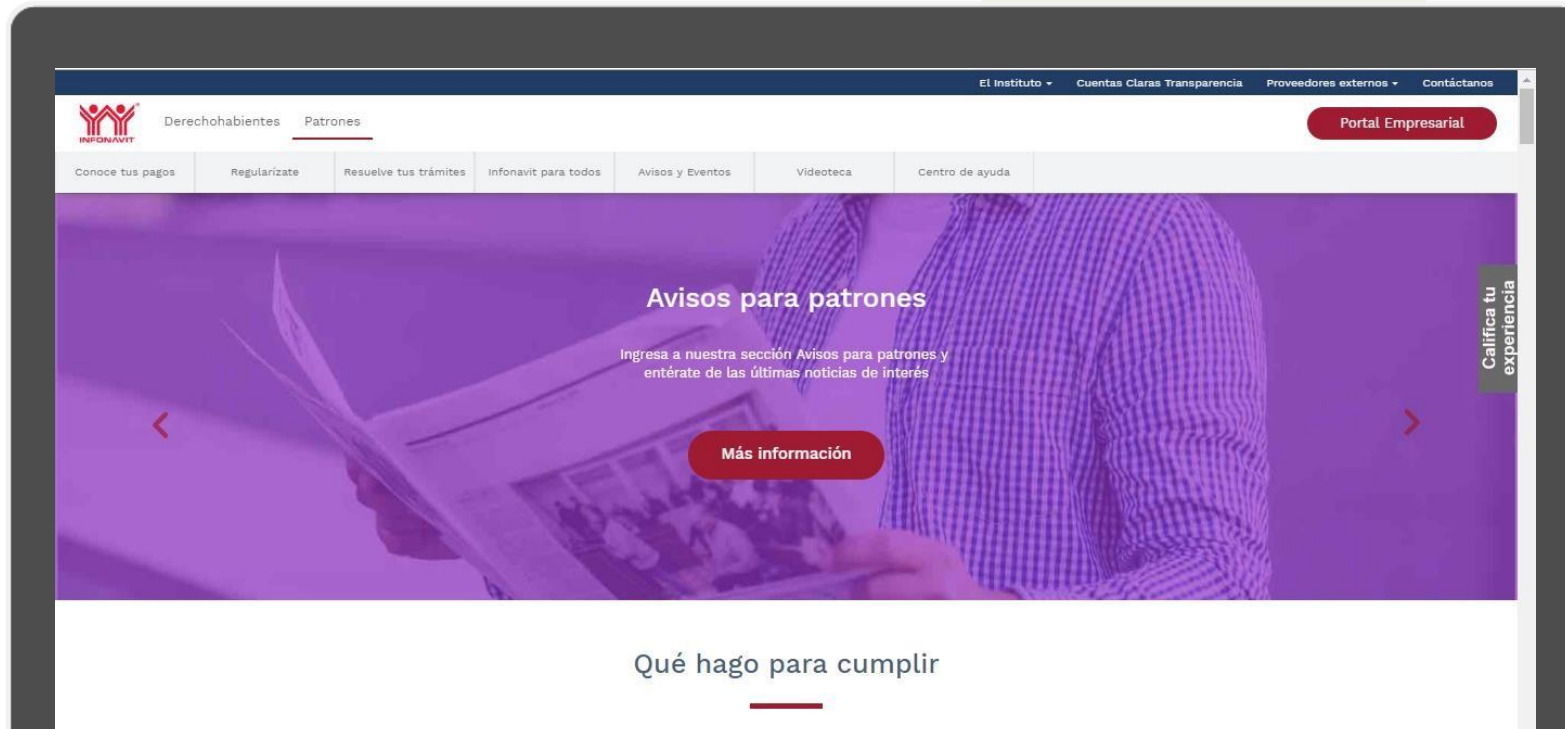 El Instituto Cuentas Claras Transparencia Proveedores externos Contáctanos
INFONAVIT
Derechohabientes Patrones
Portal Empresarial
Conoce tus pagos Regularízate Resuelve tus trámites Infonavit para todos Avisos y Eventos Videoteca Centro de ayuda
Avisos para patrones
Ingresa a nuestra sección Avisos para patrones y
entérate de las últimas noticias de interés
Más información
Califica tu
experiencia
Qué hago para cumplir